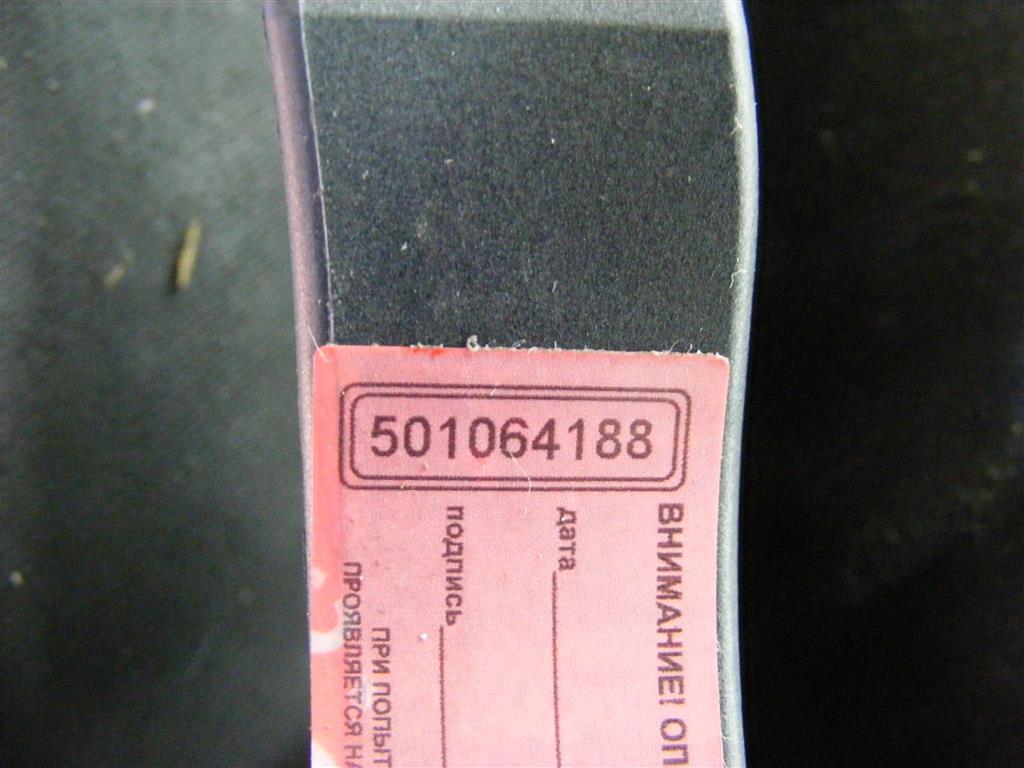 501064188
ВНИМАНИЕ! ОП
дата
подпись
ПРИ ПОПЫТ
ПРОЯВЛЯЕТСЯ НА